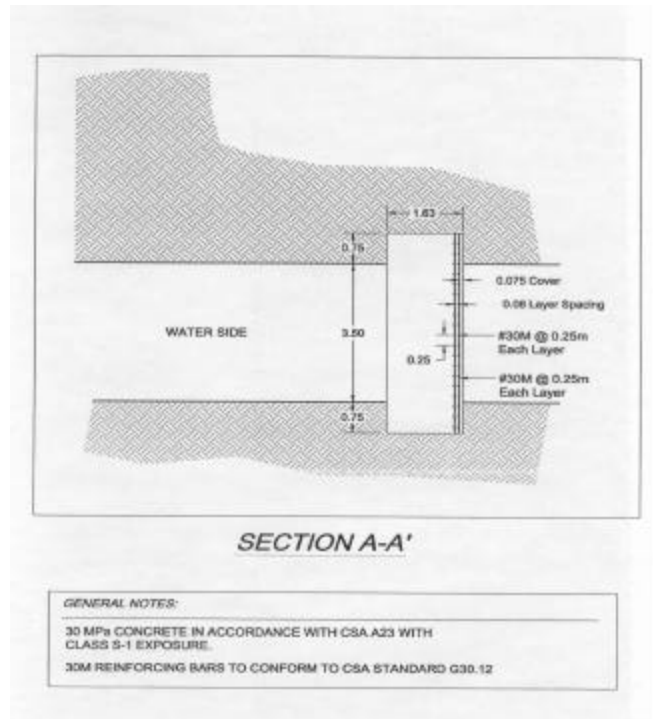 1.63
0.75
0.075 Cover
0.08 Layer Spacing
WATER SIDE
3.50
#30M @ 0.25m
Each Layer
0.25
#30M @ 0.25m
Each Layer
0.75
SECTION A-A'
GENERAL NOTES:
30 MPa CONCRETE IN ACCORDANCE WITH CSA A23 WITH
CLASS S-1 EXPOSURE.
30M REINFORCING BARS TO CONFORM TO CSA STANDARD G30.12